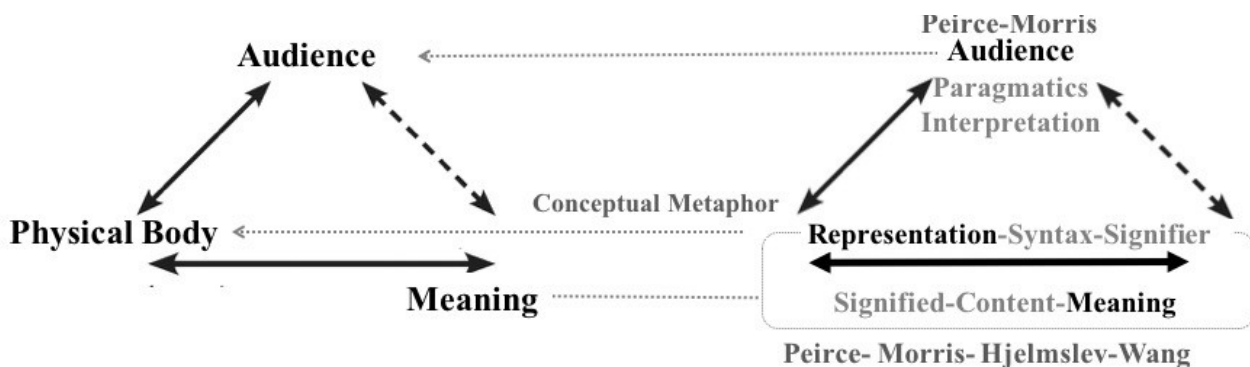 Peirce-Morris
Audience
Audience
Paragmatics
Interpretation
Conceptual Metaphor
Physical Body
Representation-Syntax-Signifier
Meaning
Signified-Content-Meaning
Peirce- Morris- Hjelmslev-Wang